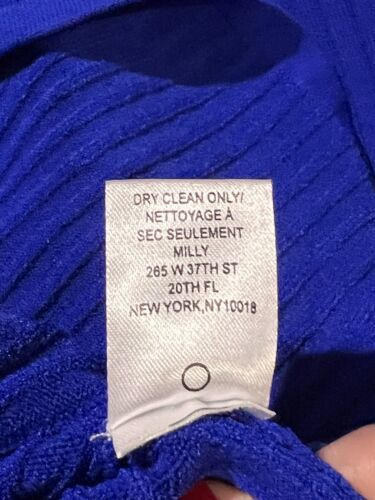 DRY CLEAN ONLY/
NETTOYAGE À
SEC SEULEMENT
MILLY
265 W 37TH ST
20TH FL
NEW YORK,NY10018